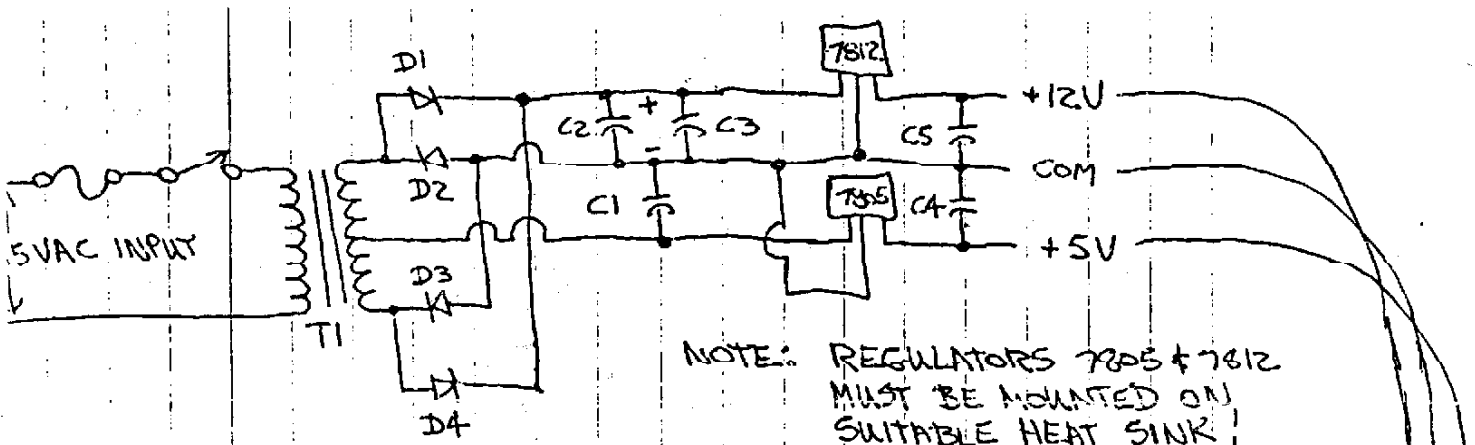 7812
D1
+12V
C2
+
C3
C5
-
D2
COM
C1
7805
C4
5VAC INPUT
+5V
D3
T1
NOTE: REGULATORS 7805 & 7812
MUST BE MOUNTED ON
SUITABLE HEAT SINK
D4